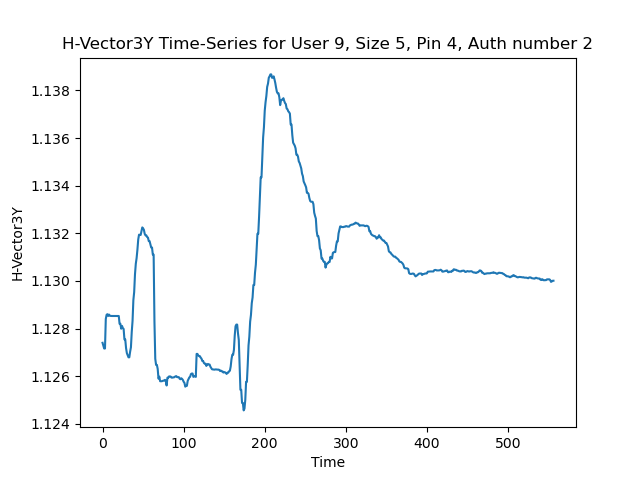 H-Vector3Y Time-Series for User 9, Size 5, Pin 4, Auth number 2
1.138
1.136
1.134
1.132
1.130
1.128
1.126
1.124
H-Vector3Y
0 100 200 300 400 500
Time